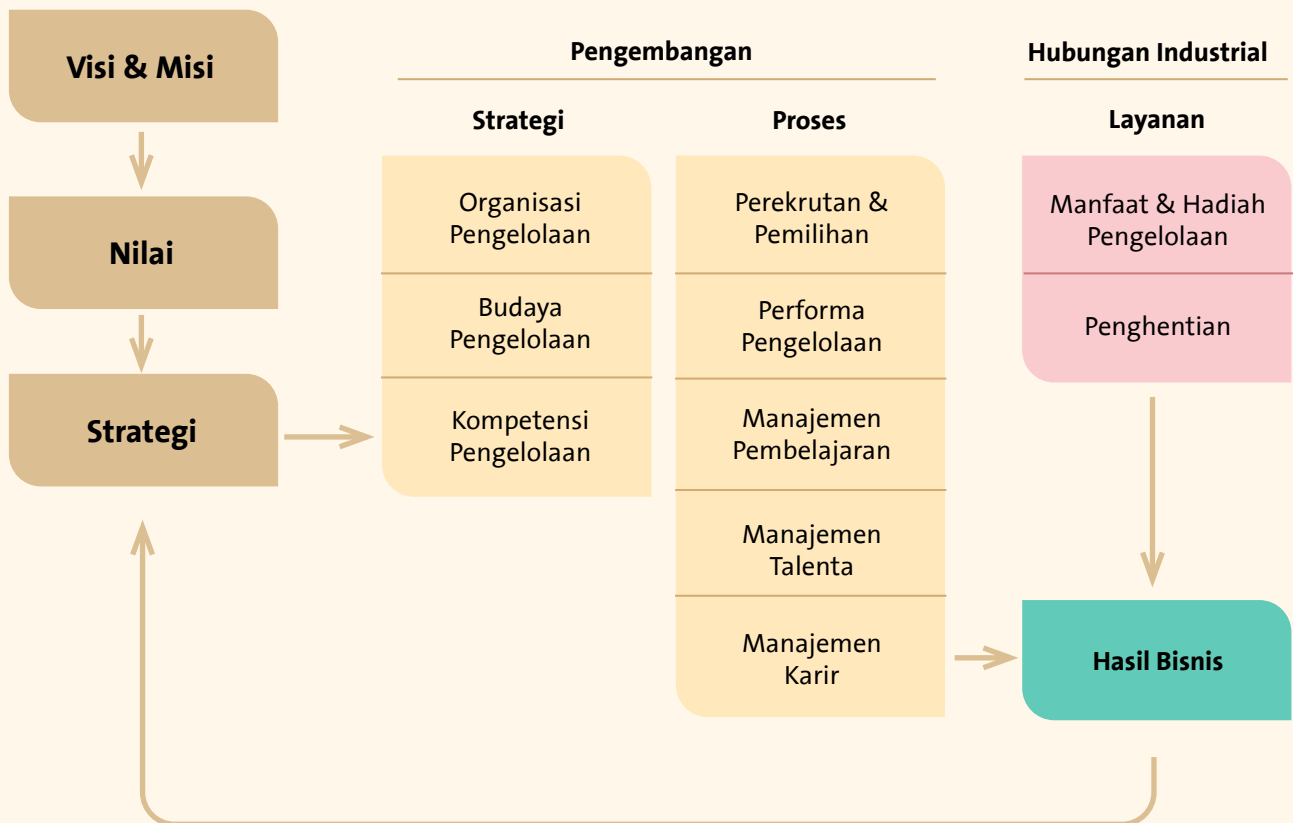 Visi & Misi
Nilai
Strategi
Pengembangan
Strategi
Organisasi
Pengelolaan
Budaya
Pengelolaan
Kompetensi
Pengelolaan
Proses
Perekrutan &
Pemilihan
Performa
Pengelolaan
Manajemen
Pembelajaran
Manajemen
Talenta
Manajemen
Karir
Hubungan Industrial
Layanan
Manfaat & Hadiah
Pengelolaan
Penghentian
Hasil Bisnis